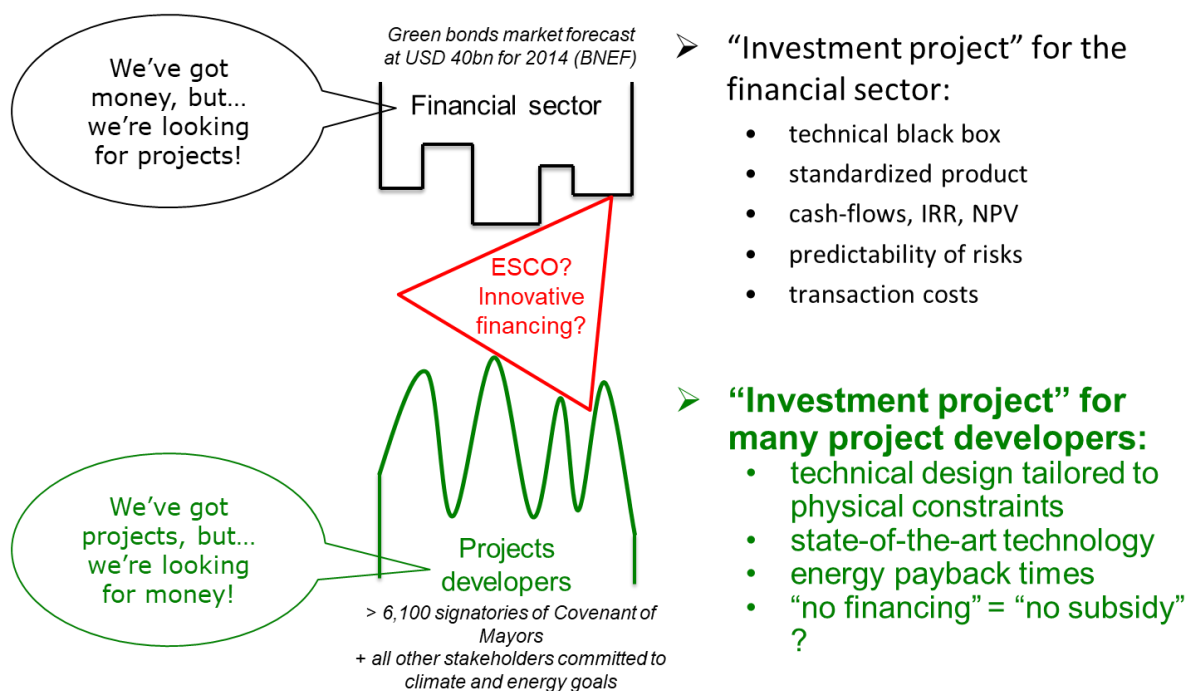 We’ve got
money, but…
we’re looking
for projects!
Green bonds market forecast
at USD 40bn for 2014 (BNEF)
Financial sector
ESCO?
Innovative
financing?
We’ve got
projects, but…
we’re looking
for money!
Projects
developers
> 6,100 signatories of Covenant of
Mayors
+ all other stakeholders committed to
climate and energy goals
➢ “Investment project” for the
financial sector:
• technical black box
• standardized product
• cash-flows, IRR, NPV
• predictability of risks
• transaction costs
➢ “Investment project” for
many project developers:
• technical design tailored to
physical constraints
• state-of-the-art technology
• energy payback times
• “no financing” = “no subsidy”
?